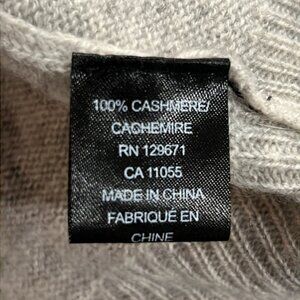 100% CASHMERE/
CACHEMIRE
RN 129671
CA 11055
MADE IN CHINA
FABRIQUÉ EN
CHINE